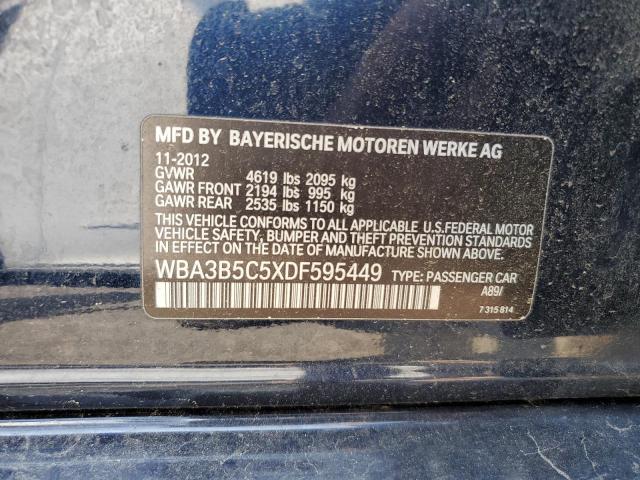 MFD BY BAYERISCHE MOTOREN WERKE AG
11-2012
GVWR 4619 lbs 2095 kg
GAWR FRONT 2194 lbs 995 kg
GAWR REAR 2535 lbs 1150 kg
THIS VEHICLE CONFORMS TO ALL APPLICABLE U.S.FEDERAL MOTOR
VEHICLE SAFETY, BUMPER AND THEFT PREVENTION STANDARDS
IN EFFECT ON THE DATE OF MANUFACTURE SHOWN ABOVE.
WBA3B5C5XDF595449 TYPE: PASSENGER CAR
A89/
7 315 814